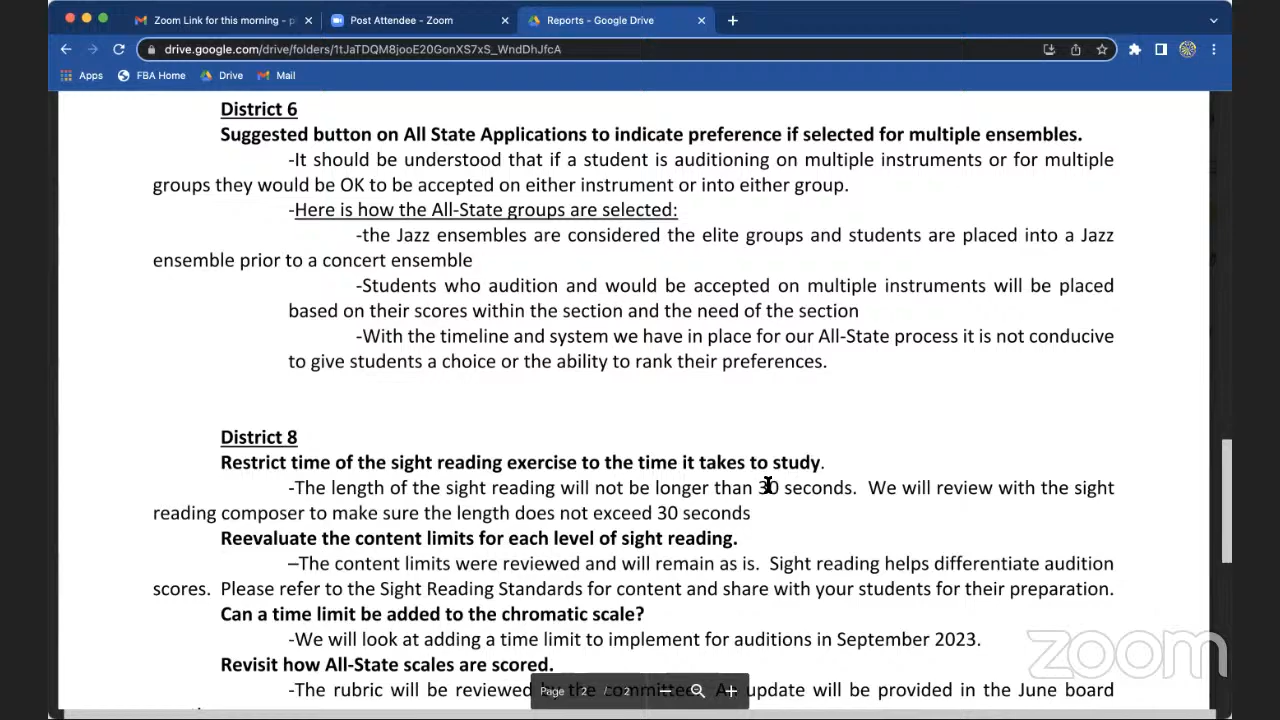 Zoom Link for this morning - p
Post Attendee - Zoom
Reports - Google Drive
drive.google.com/drive/folders/1tJaTDQM8jooE20GonXS7xS_WndDhJfcA
Apps
FBA Home
Drive
Mail
District 6
Suggested button on All State Applications to indicate preference if selected for multiple ensembles.
-It should be understood that if a student is auditioning on multiple instruments or for multiple
groups they would be OK to be accepted on either instrument or into either group.
-Here is how the All-State groups are selected:
-the Jazz ensembles are considered the elite groups and students are placed into a Jazz
ensemble prior to a concert ensemble
-Students who audition and would be accepted on multiple instruments will be placed
based on their scores within the section and the need of the section
-With the timeline and system we have in place for our All-State process it is not conducive
to give students a choice or the ability to rank their preferences.
District 8
Restrict time of the sight reading exercise to the time it takes to study.
-The length of the sight reading will not be longer than 30 seconds.  We will review with the sight
reading composer to make sure the length does not exceed 30 seconds
Reevaluate the content limits for each level of sight reading.
–The content limits were reviewed and will remain as is.  Sight reading helps differentiate audition
scores.  Please refer to the Sight Reading Standards for content and share with your students for their preparation.
Can a time limit be added to the chromatic scale?
-We will look at adding a time limit to implement for auditions in September 2023.
Revisit how All-State scales are scored.
-The rubric will be reviewed by the committee. An update will be provided in the June board
Page 2 / 2
zoom